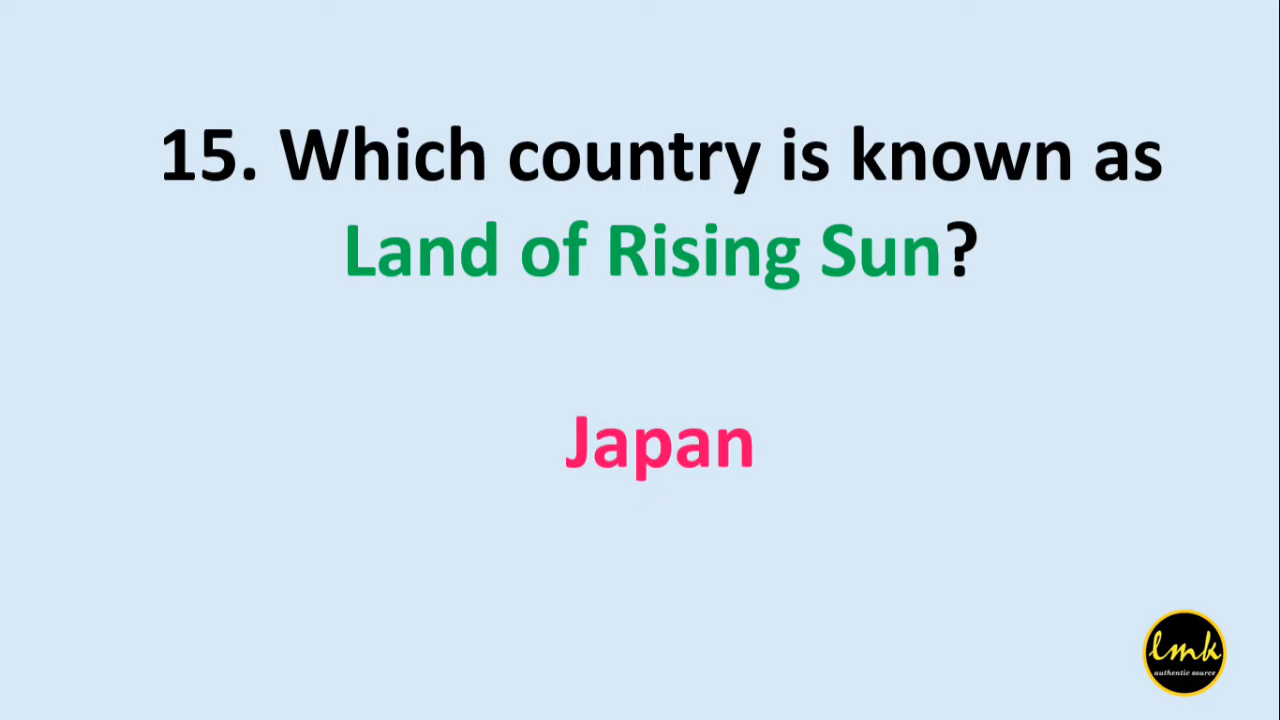 15. Which country is known as
Land of Rising Sun?
Japan
lmk
authentic source